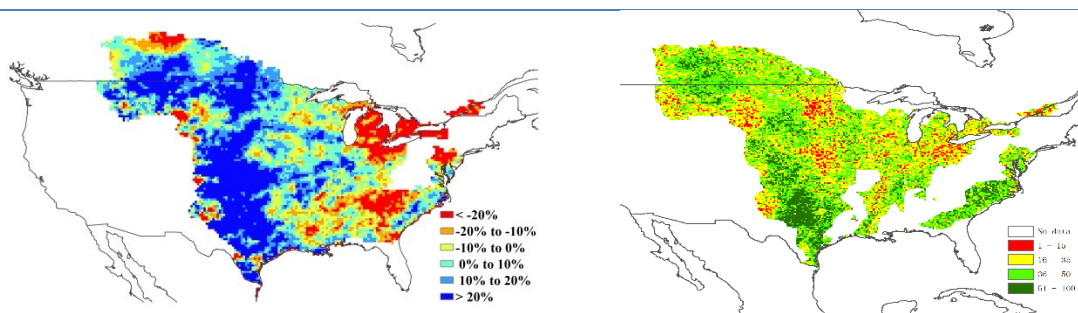 < -20%
-20% to -10%
-10% to 0%
0% to 10%
10% to 20%
> 20%
No data
1 - 15
16 - 35
36 - 50
51 - 100